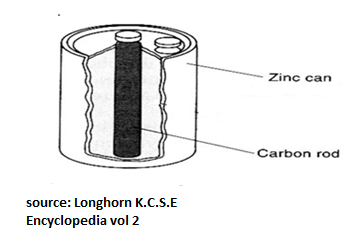 Zinc can
Carbon rod
source: Longhorn K.C.S.E
Encyclopedia vol 2